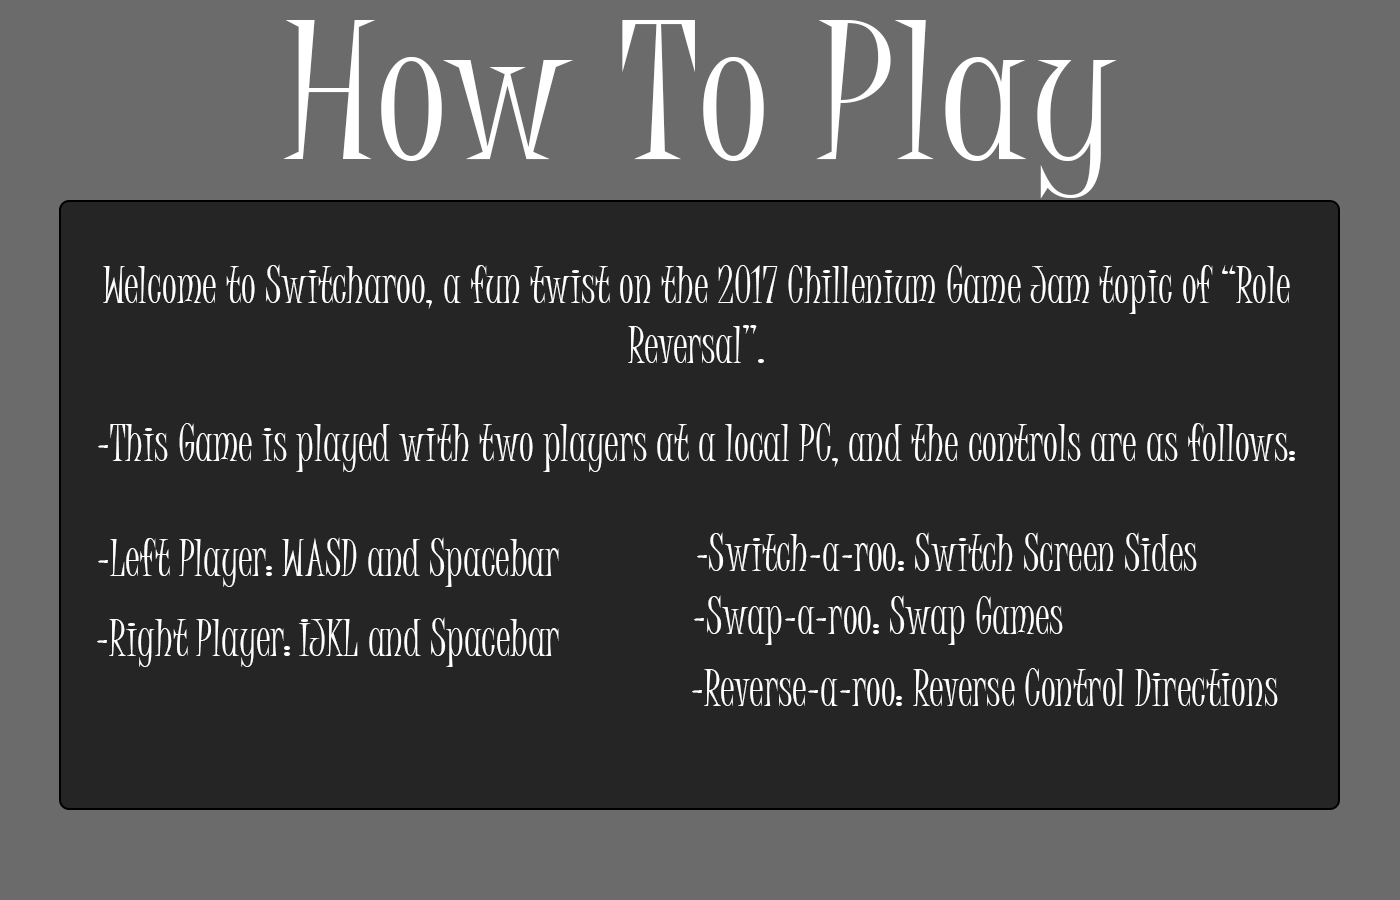 How To Play
Welcome to Switcharoo, a fun twist on the 2017 Chillenium Game Jam topic of “Role
Reversal”.
-This Game is played with two players at a local PC, and the controls are as follows:
-Left Player: WASD and Spacebar
-Right Player: IJKL and Spacebar
-Switch-a-roo: Switch Screen Sides
-Swap-a-roo: Swap Games
-Reverse-a-roo: Reverse Control Directions